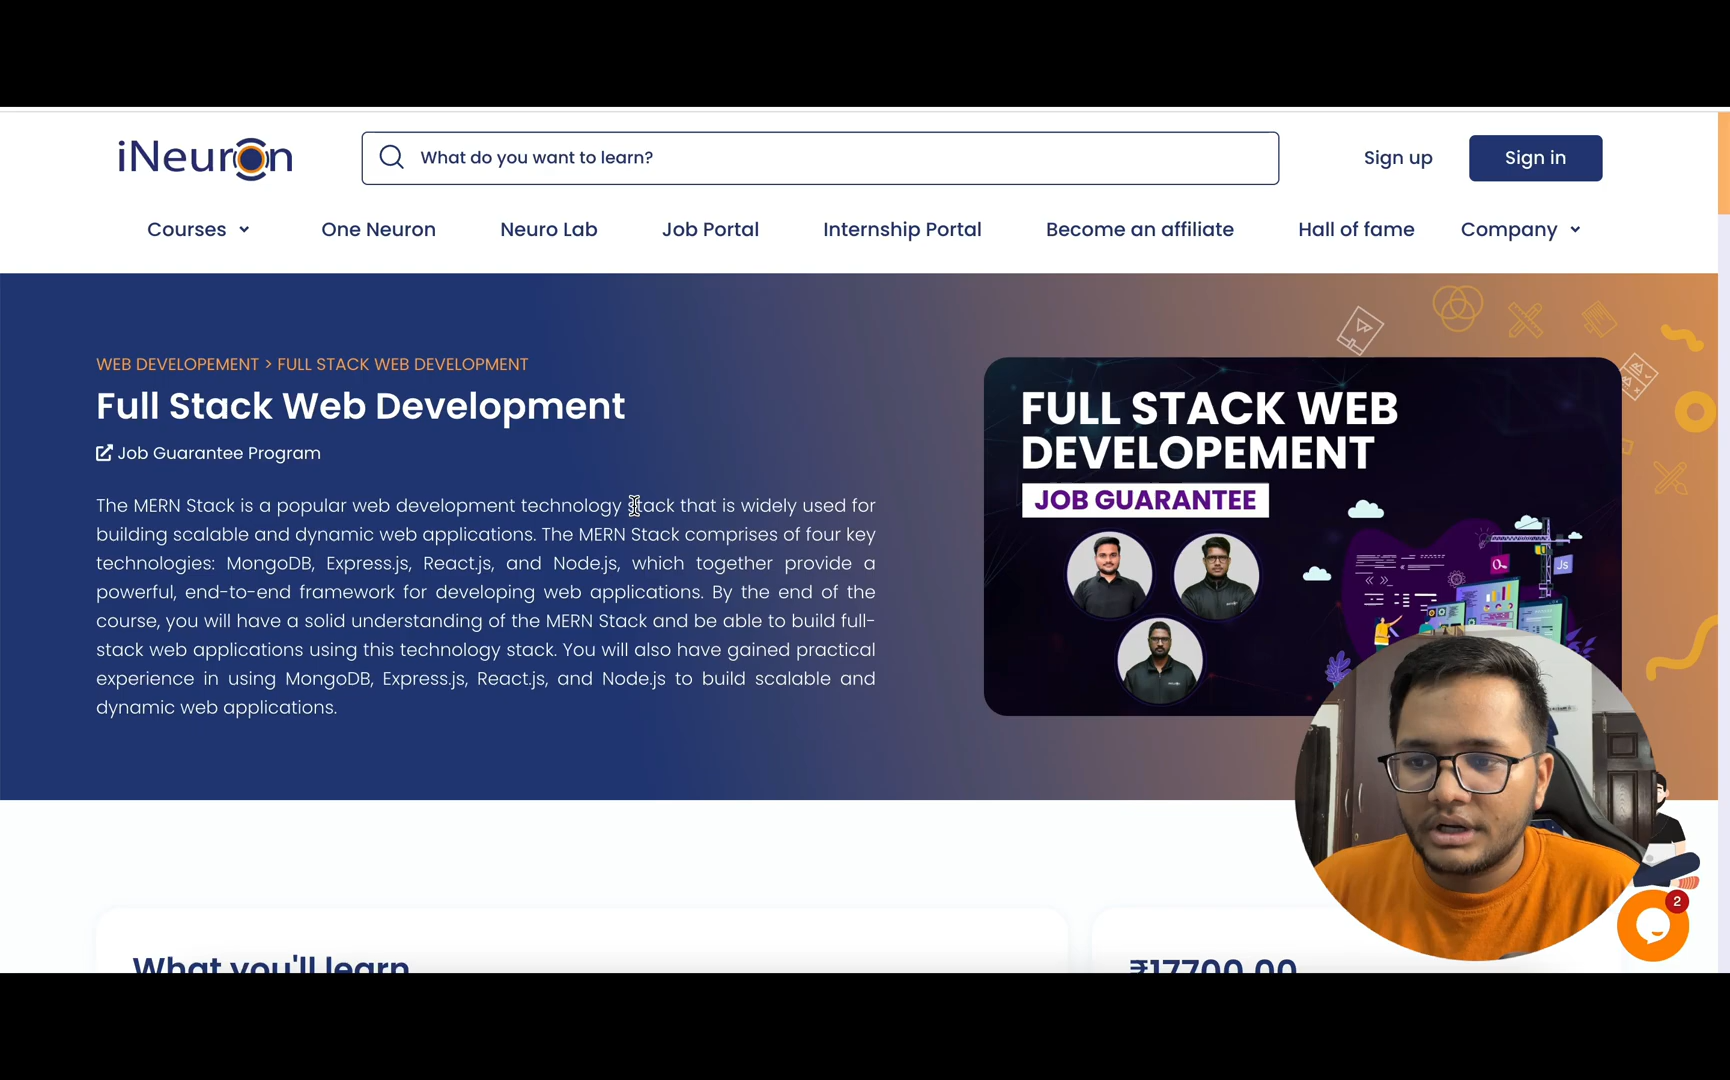 iNeuron
What do you want to learn?
Sign up
Sign in
Courses
One Neuron
Neuro Lab
Job Portal
Internship Portal
Become an affiliate
Hall of fame
Company
WEB DEVELOPEMENT > FULL STACK WEB DEVELOPMENT
Full Stack Web Development
Job Guarantee Program
The MERN Stack is a popular web development technology stack that is widely used for
building scalable and dynamic web applications. The MERN Stack comprises of four key
technologies: MongoDB, Express.js, React.js, and Node.js, which together provide a
powerful, end-to-end framework for developing web applications. By the end of the
course, you will have a solid understanding of the MERN Stack and be able to build full-
stack web applications using this technology stack. You will also have gained practical
experience in using MongoDB, Express.js, React.js, and Node.js to build scalable and
dynamic web applications.
FULL STACK WEB
DEVELOPEMENT
JOB GUARANTEE
Js
2
What you'll learn
₹17700.00